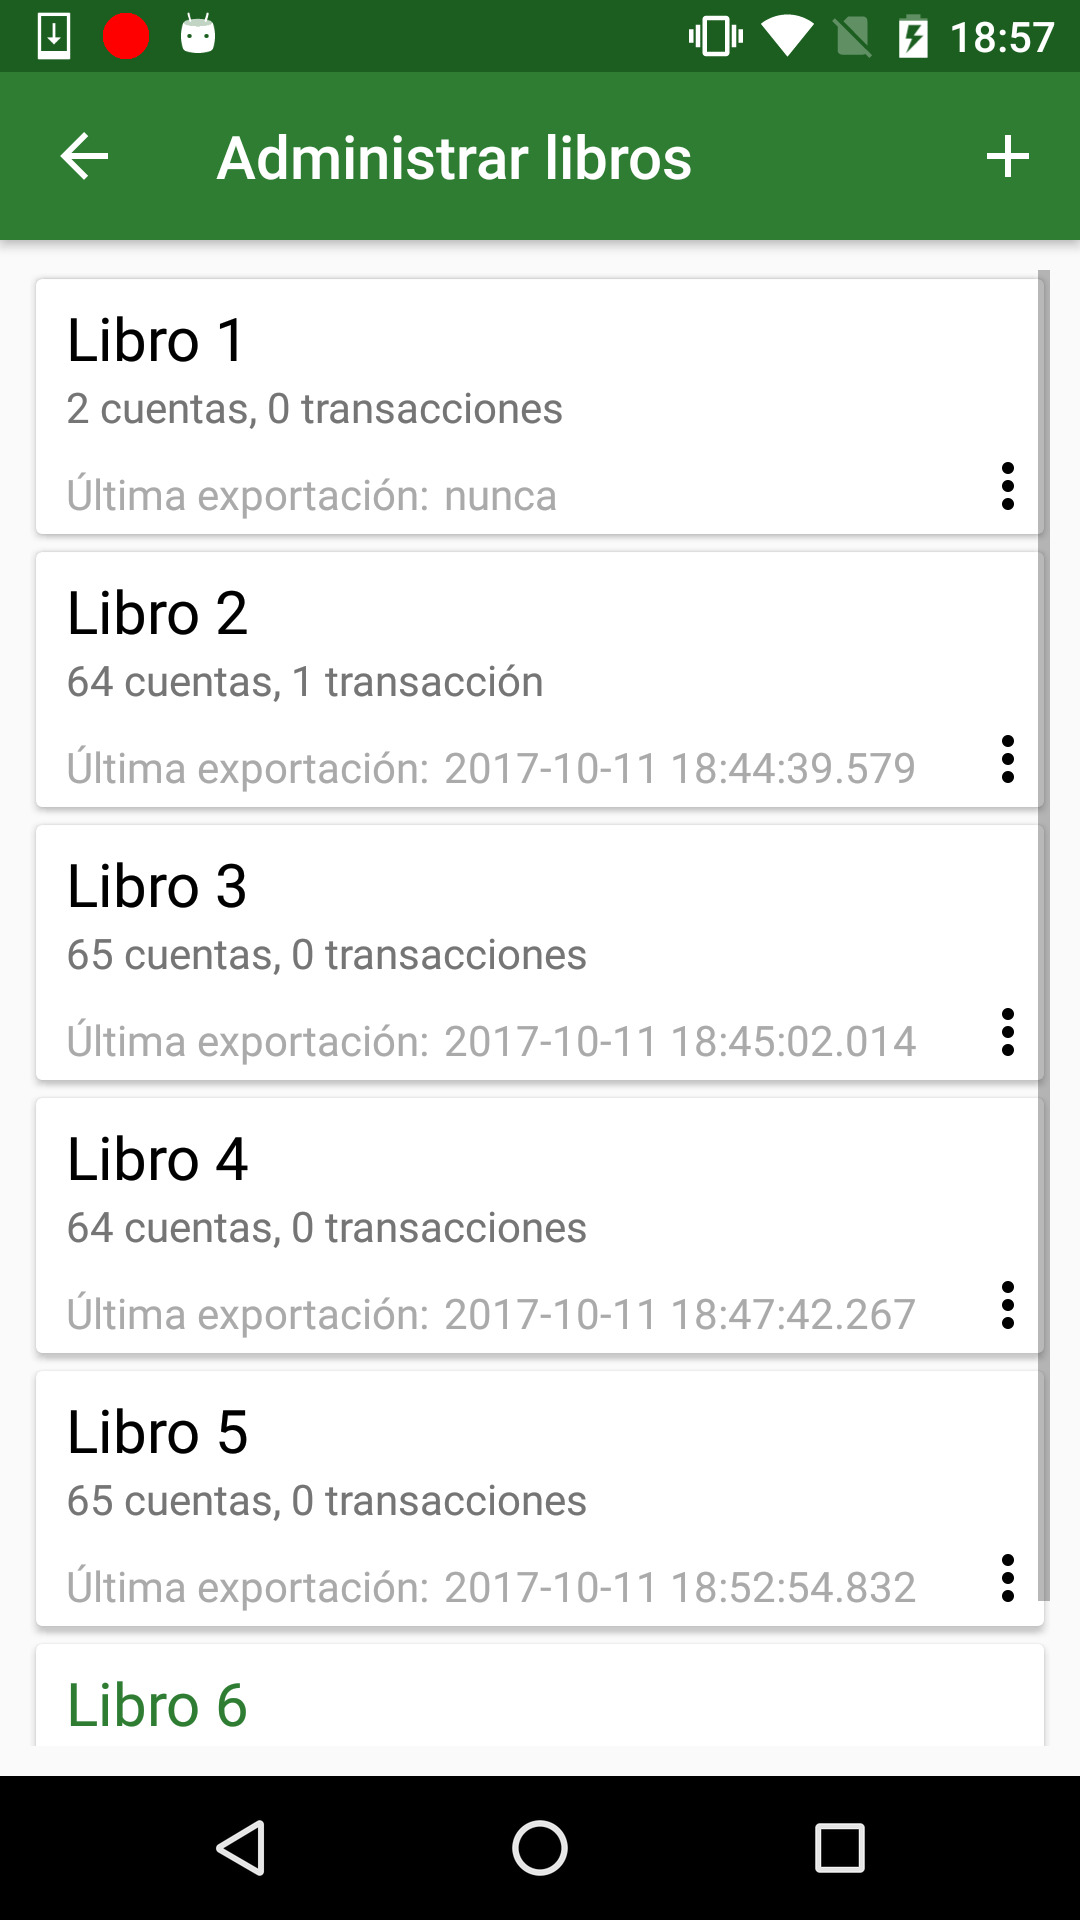 18:57
Administrar libros
Libro 1
2 cuentas, 0 transacciones
Última exportación: nunca
Libro 2
64 cuentas, 1 transacción
Última exportación: 2017-10-11 18:44:39.579
Libro 3
65 cuentas, 0 transacciones
Última exportación: 2017-10-11 18:45:02.014
Libro 4
64 cuentas, 0 transacciones
Última exportación: 2017-10-11 18:47:42.267
Libro 5
65 cuentas, 0 transacciones
Última exportación: 2017-10-11 18:52:54.832
Libro 6